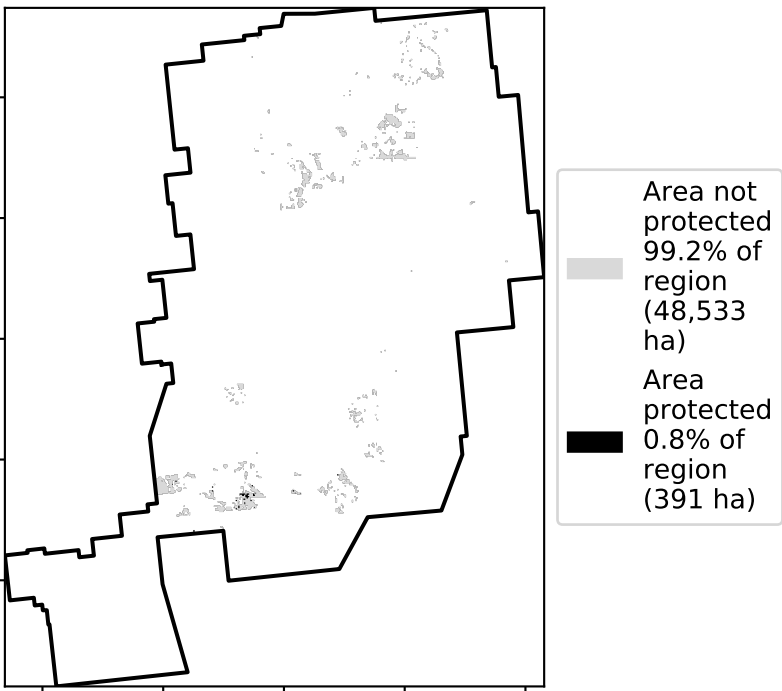 Area not
protected
99.2% of
region
(48,533
ha)
Area
protected
0.8% of
region
(391 ha)